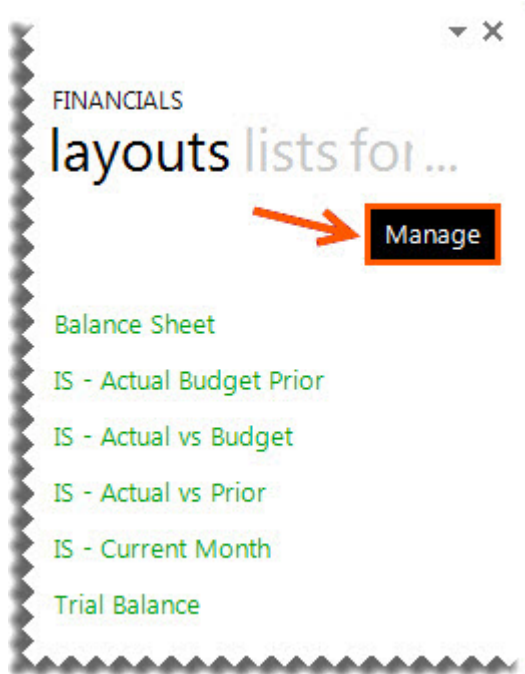 FINANCIALS
layouts lists for...
Manage
Balance Sheet
IS - Actual Budget Prior
IS - Actual vs Budget
IS - Actual vs Prior
IS - Current Month
Trial Balance